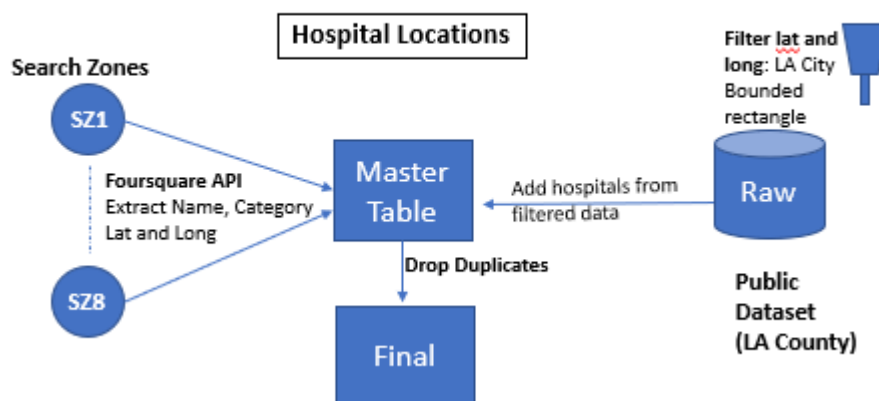 Hospital Locations
Search Zones
SZ1
Foursquare API
Extract Name, Category
Lat and Long
SZ8
Master
Table
Drop Duplicates
Final
Add hospitals from
filtered data
Filter lat and
long: LA City
Bounded
rectangle
Raw
Public
Dataset
(LA County)